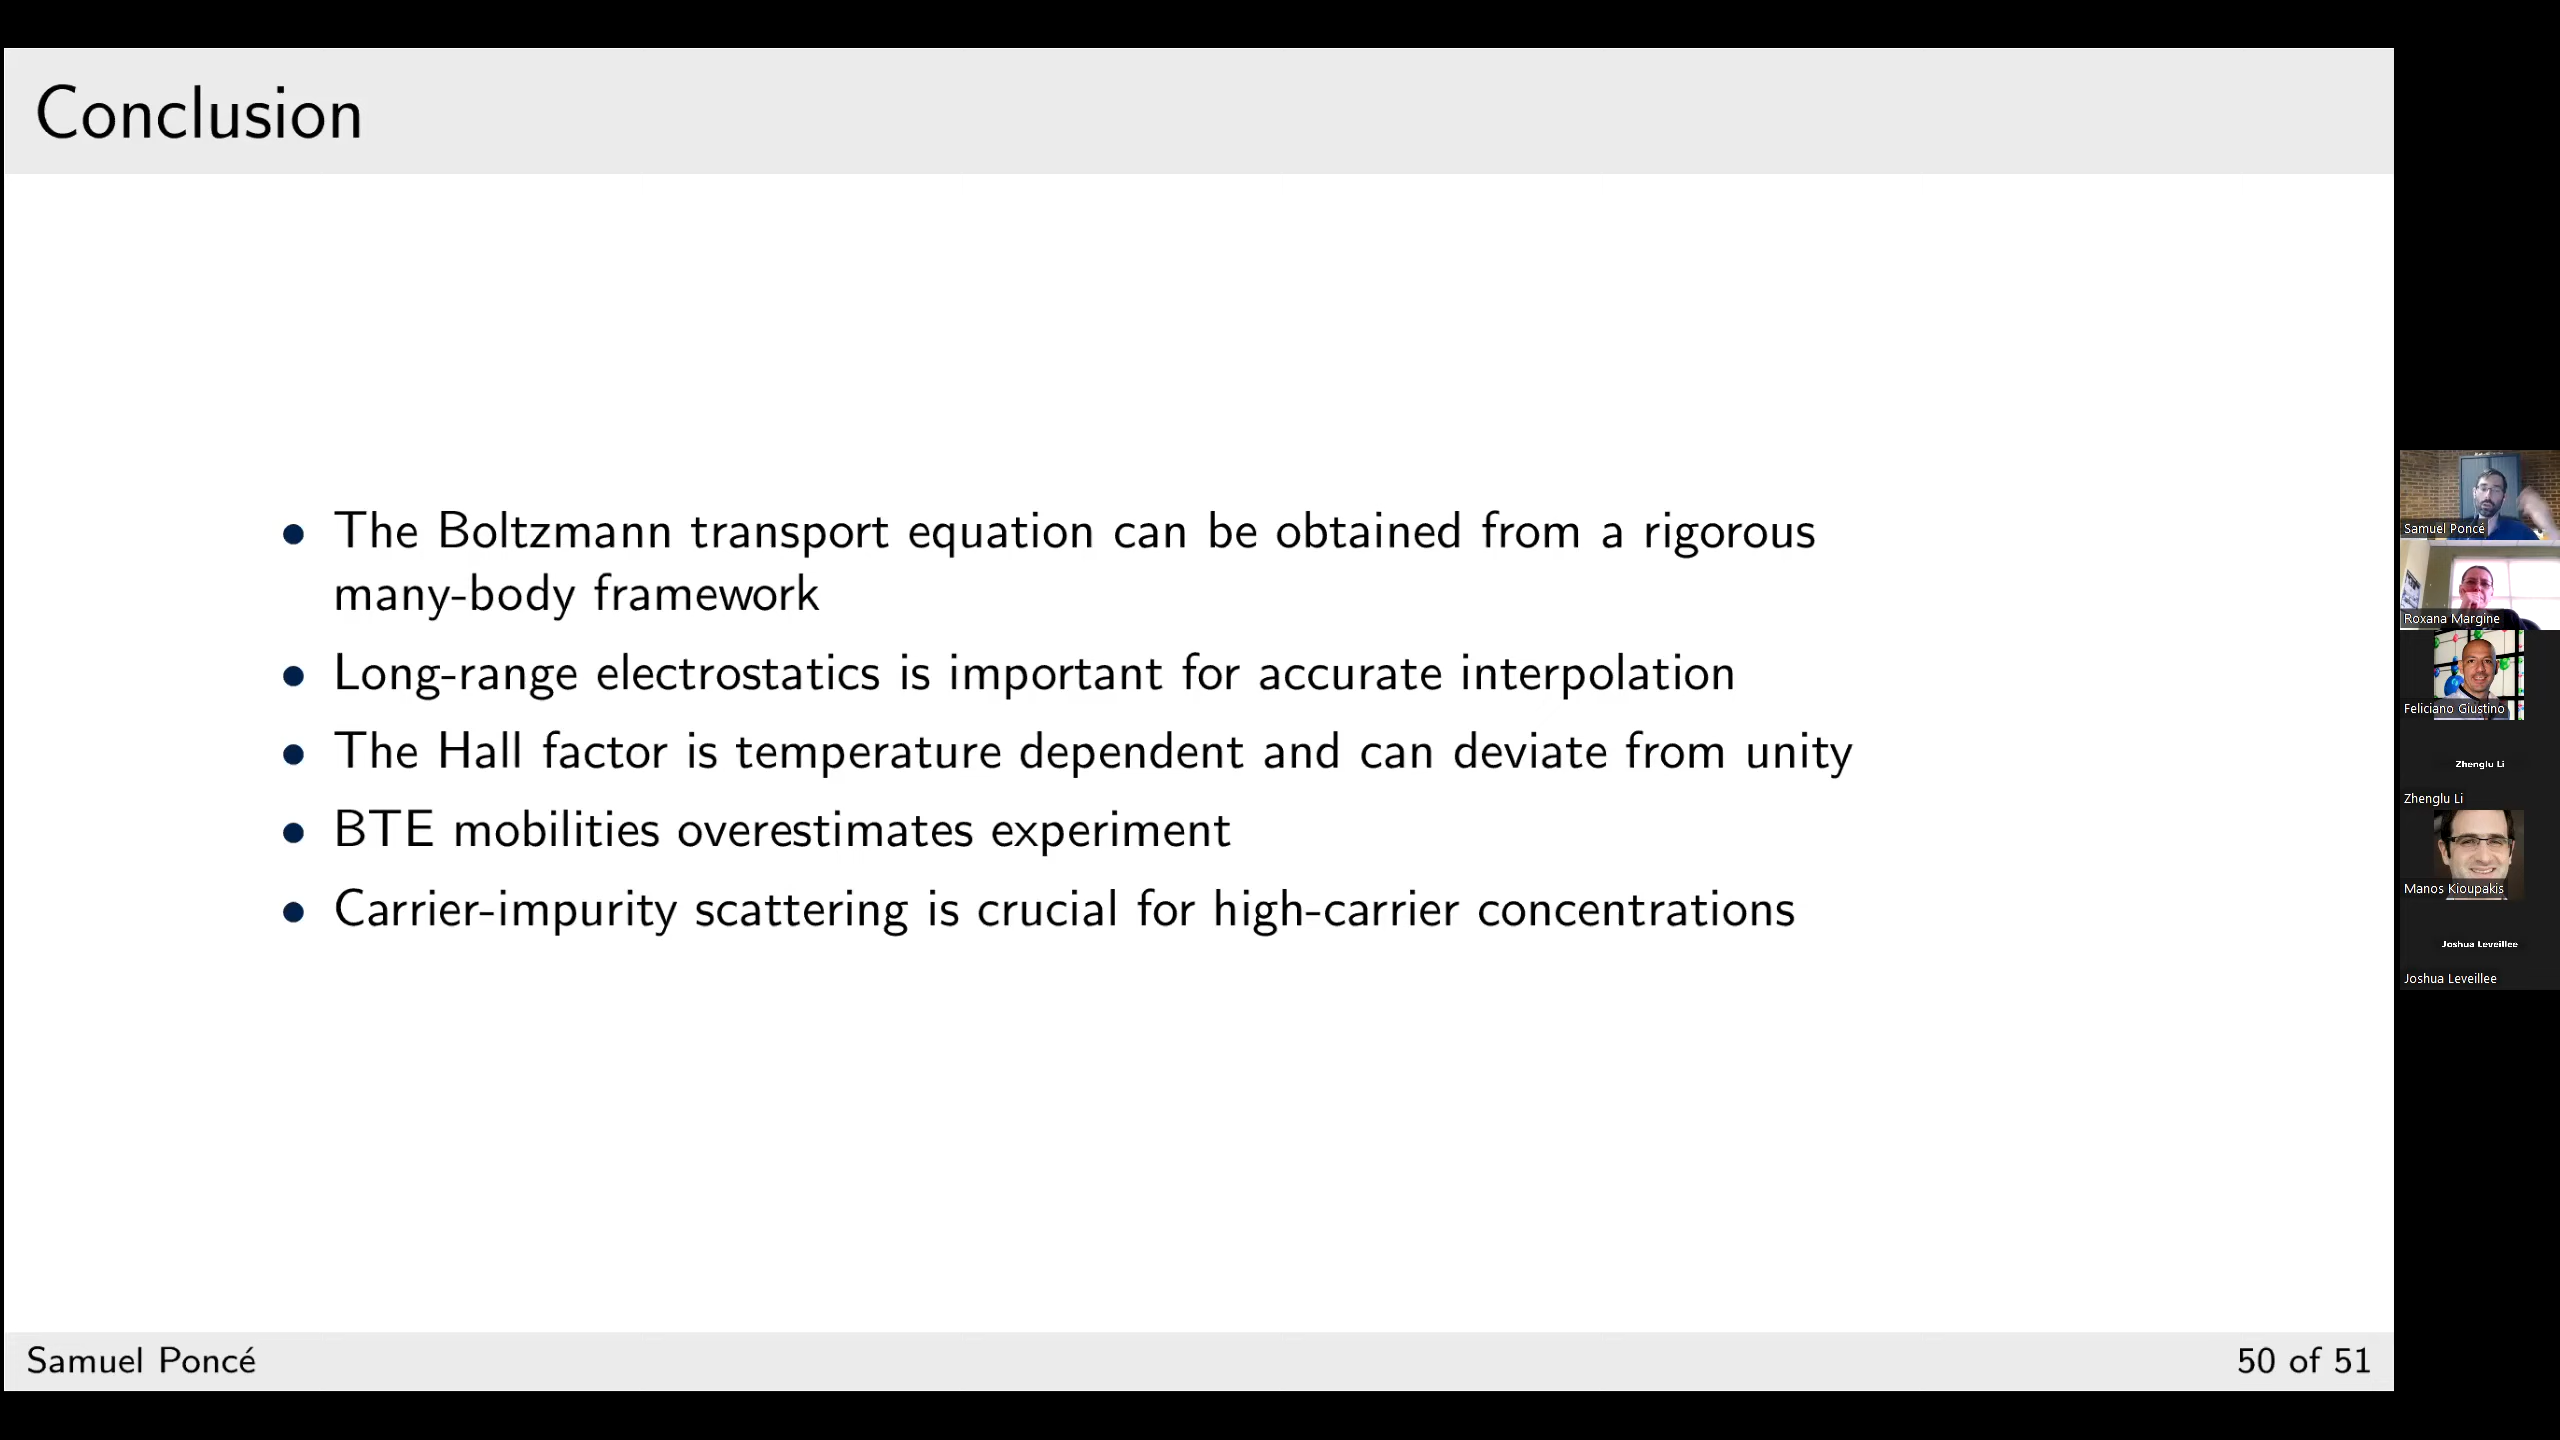 Conclusion
• The Boltzmann transport equation can be obtained from a rigorous
many-body framework
• Long-range electrostatics is important for accurate interpolation
• The Hall factor is temperature dependent and can deviate from unity
• BTE mobilities overestimates experiment
• Carrier-impurity scattering is crucial for high-carrier concentrations
Samuel Poncé
50 of 51
Samuel Poncé
Roxana Margine
Feliciano Giustino
Zhenglu Li
Zhenglu Li
Manos Kioupakis
Joshua Leveillee
Joshua Leveillee